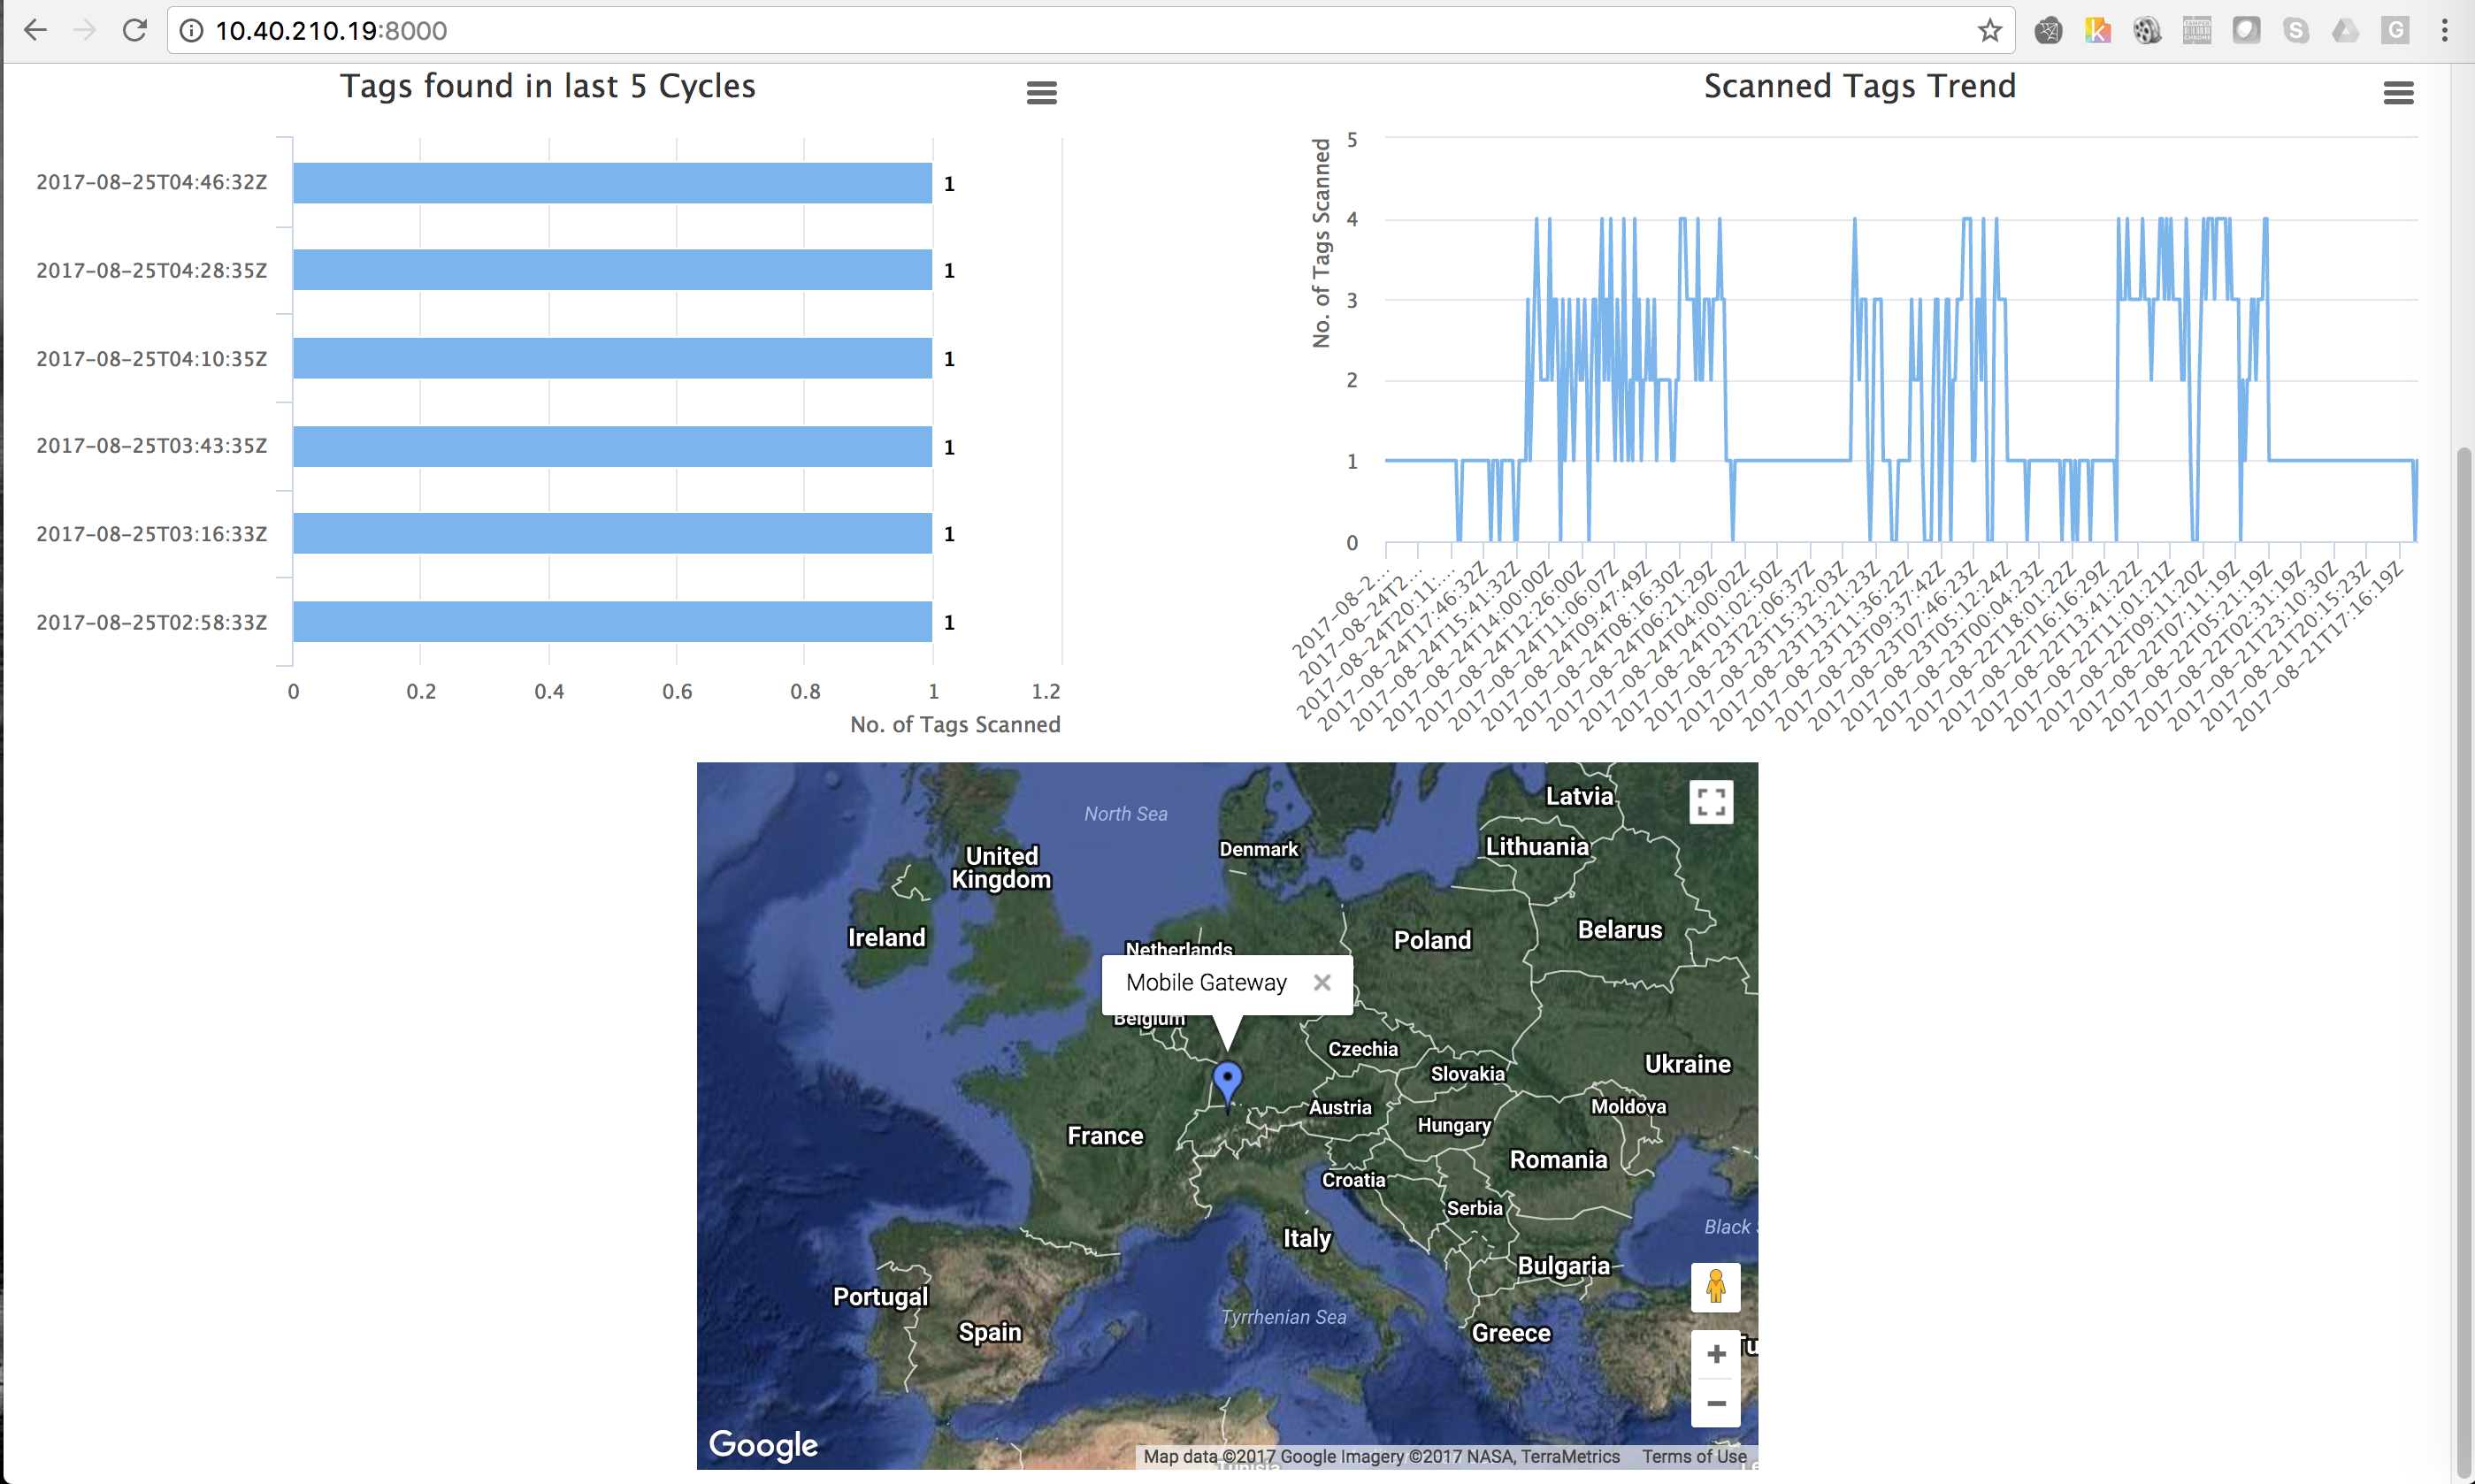 10.40.210.19:8000
Tags found in last 5 Cycles
2017-08-25T04:46:32Z 1
2017-08-25T04:28:35Z 1
2017-08-25T04:10:35Z 1
2017-08-25T03:43:35Z 1
2017-08-25T03:16:33Z 1
2017-08-25T02:58:33Z 1
0 0.2 0.4 0.6 0.8 1 1.2
No. of Tags Scanned
Scanned Tags Trend
No. of Tags Scanned
5
4
3
2
1
0
2017-08-2...
2017-08-24T2...
2017-08-24T20:11:...
2017-08-24T17:46:32Z
2017-08-24T15:41:32Z
2017-08-24T14:00:00Z
2017-08-24T12:26:00Z
2017-08-24T11:06:07Z
2017-08-24T09:47:49Z
2017-08-24T08:16:30Z
2017-08-24T06:21:29Z
2017-08-24T04:00:02Z
2017-08-24T01:02:50Z
2017-08-23T22:06:37Z
2017-08-23T15:32:03Z
2017-08-23T13:21:23Z
2017-08-23T11:36:22Z
2017-08-23T09:37:42Z
2017-08-23T07:46:23Z
2017-08-23T05:12:24Z
2017-08-23T00:04:23Z
2017-08-22T18:01:22Z
2017-08-22T16:16:29Z
2017-08-22T13:41:22Z
2017-08-22T11:01:21Z
2017-08-22T09:11:20Z
2017-08-22T07:11:19Z
2017-08-22T05:21:19Z
2017-08-22T02:31:19Z
2017-08-21T23:10:30Z
2017-08-21T20:15:23Z
2017-08-21T17:16:19Z
North Sea
Latvia
Denmark
Lithuania
United
Kingdom
Ireland
Netherlands
Poland
Belarus
Mobile Gateway
Belgium
Czechia
Slovakia
Ukraine
Austria
Moldova
France
Hungary
Romania
Croatia
Serbia
Black
Italy
Bulgaria
Portugal
Tyrrhenian Sea
Spain
Greece
Tu
Google
Map data ©2017 Google Imagery ©2017 NASA, TerraMetrics Terms of Use
Tunisia